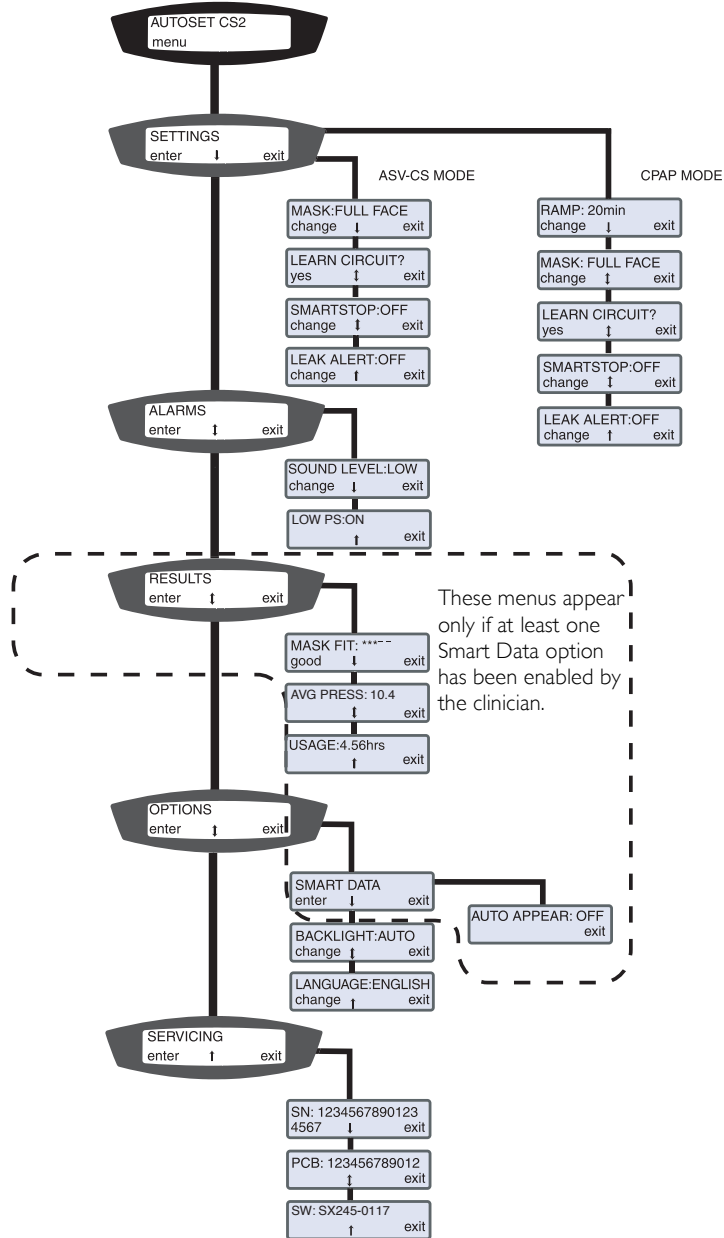 AUTOSET CS2
menu
SETTINGS
enter ↓ exit
ASV-CS MODE
MASK:FULL FACE
change ↓ exit
LEARN CIRCUIT?
yes ↕ exit
SMARTSTOP:OFF
change ↕ exit
LEAK ALERT:OFF
change ↑ exit
CPAP MODE
RAMP: 20min
change ↓ exit
MASK: FULL FACE
change ↕ exit
LEARN CIRCUIT?
yes ↕ exit
SMARTSTOP:OFF
change ↕ exit
LEAK ALERT:OFF
change ↑ exit
ALARMS
enter ↕ exit
SOUND LEVEL:LOW
change ↓ exit
LOW PS:ON
↑ exit
RESULTS
enter ↕ exit
MASK FIT: ***--
good ↓ exit
AVG PRESS: 10.4
↕ exit
USAGE:4.56hrs
↑ exit
These menus appear
only if at least one
Smart Data option
has been enabled by
the clinician.
OPTIONS
enter ↕ exit
SMART DATA
enter ↓ exit
AUTO APPEAR: OFF
exit
BACKLIGHT:AUTO
change ↕ exit
LANGUAGE:ENGLISH
change ↑ exit
SERVICING
enter ↑ exit
SN: 1234567890123
4567 ↓ exit
PCB: 123456789012
↕ exit
SW: SX245-0117
↑ exit